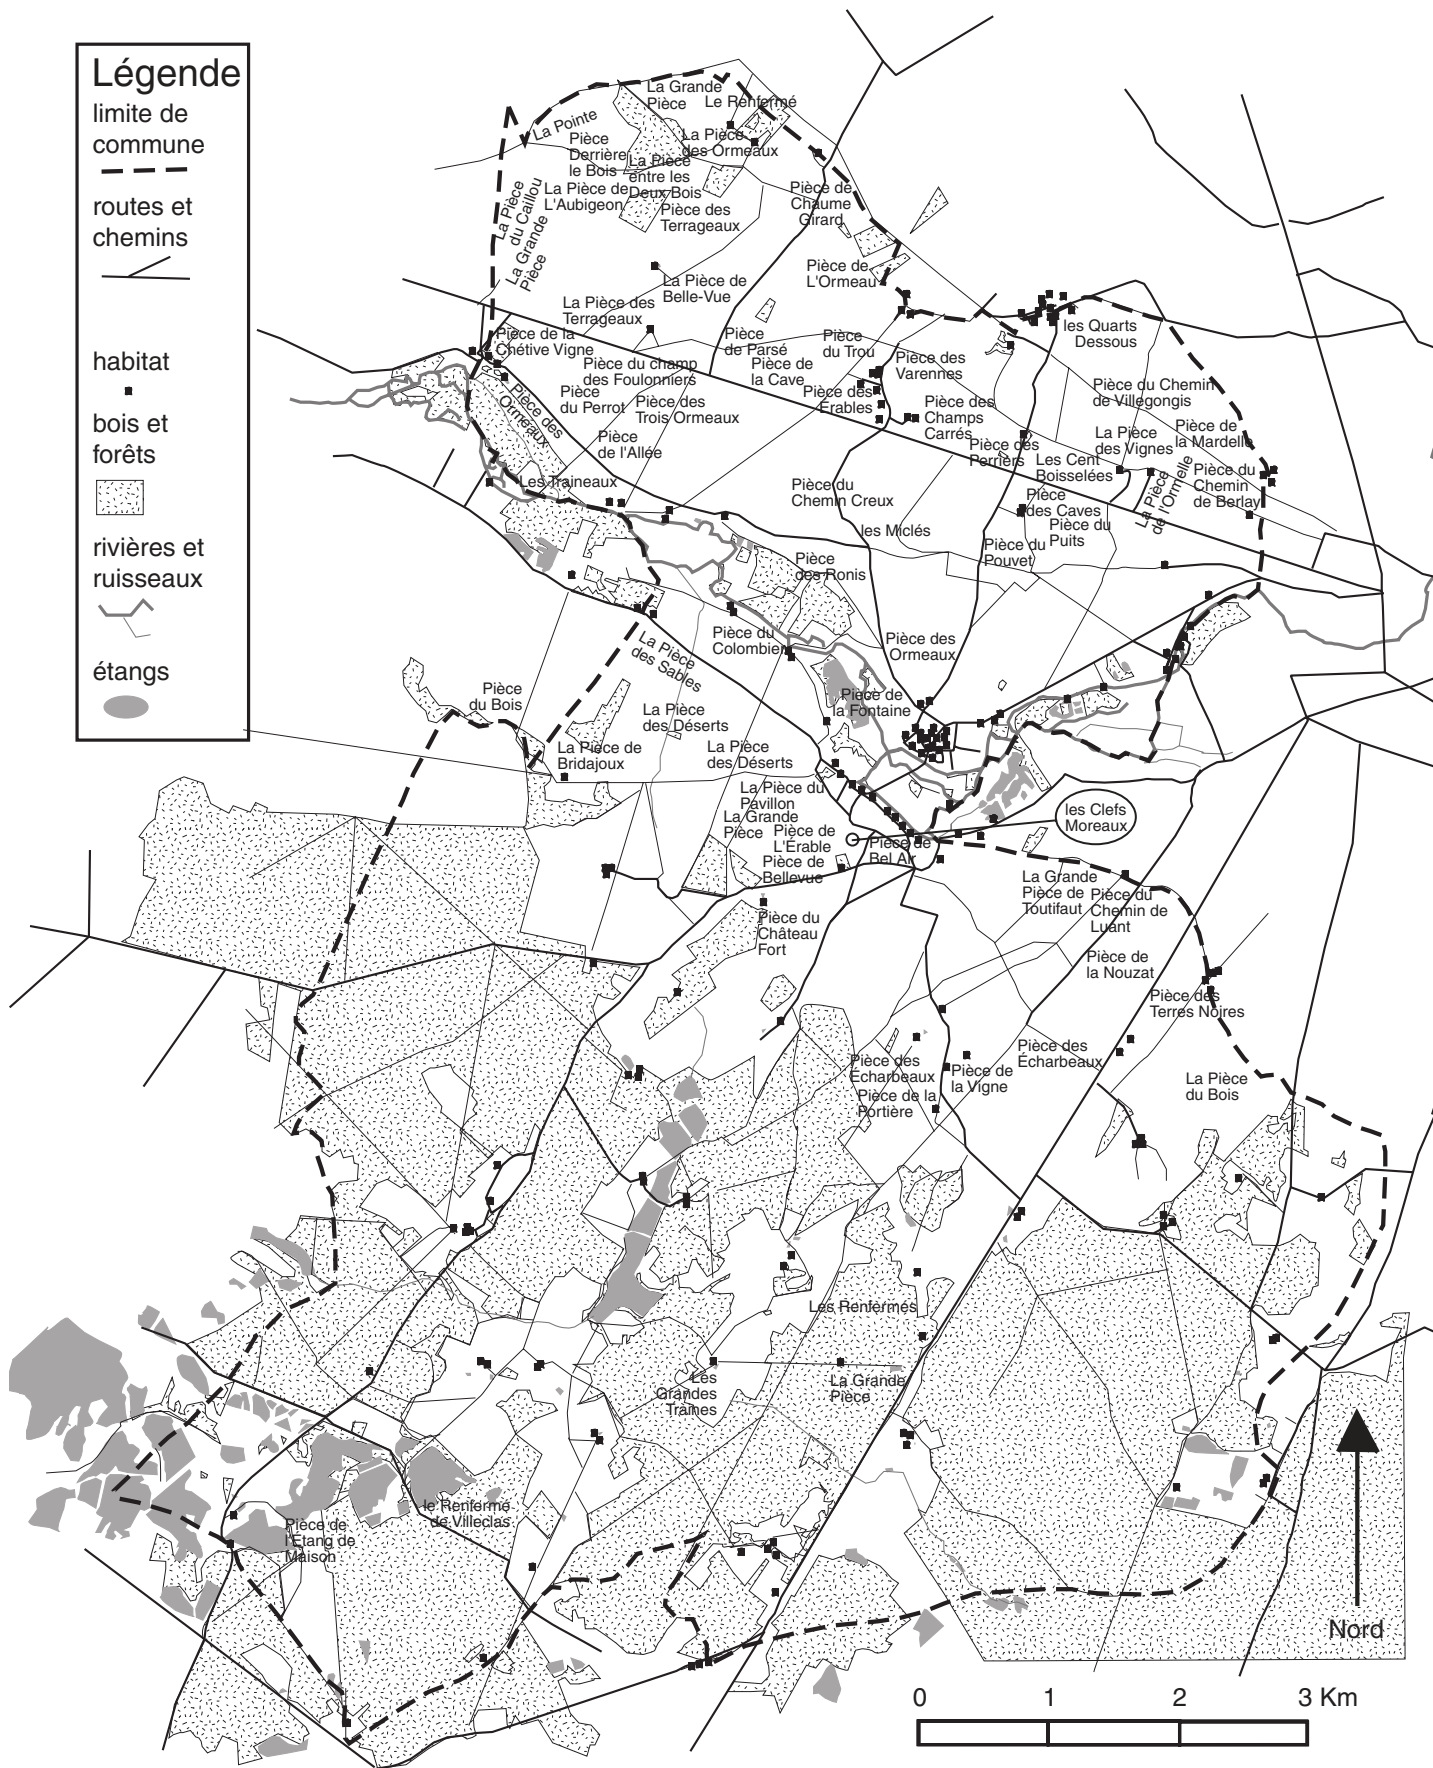 Légende
limite de
commune
routes et
chemins
habitat
bois et
forêts
rivières et
ruisseaux
étangs
La Grande
Pièce
Le Renfermé
La Pointe
Pièce
Derrière
le Bois
La Pièce
des Ormeaux
La Pièce
entre les
Deux Bois
La Pièce de
L'Aubigeon
Pièce des
Terrageaux
Pièce de
Chaume
Girard
La Pièce
du Caillou
La Grande
Pièce
Pièce de
L'Ormeau
La Pièce de
Belle-Vue
La Pièce des
Terrageaux
les Quarts
Dessous
Pièce de la
Chétive Vigne
Pièce
de Parsé
Pièce
du Trou
Pièce du champ
des Foulonniers
Pièce de
la Cave
Pièce des
Varennes
Pièce du Chemin
de Villegongis
Pièce des
Ormeaux
Pièce
du Perrot
Pièce des
Trois Ormeaux
Pièce des
Érables
Pièce des
Champs
Carrés
Pièce
de l'Allée
Pièce des
Perriers
La Pièce
des Vignes
Pièce de
la Mardelle
Les Cent
Boisselées
Les Traineaux
Pièce du
Chemin Creux
Pièce
des Caves
La Pièce
de l'Ormelle
Pièce du
Chemin
de Berlay
les Miclés
Pièce du
Puits
Pièce du
Pouvet
Pièce
des Ronis
Pièce du
Colombier
Pièce des
Ormeaux
La Pièce
des Sables
Pièce
du Bois
Pièce de
la Fontaine
La Pièce
des Déserts
La Pièce de
Bridajoux
La Pièce
des Déserts
La Pièce du
Pavillon
La Grande
Pièce
Pièce de
L'Érable
les Clefs
Moreaux
Pièce de
Bel Air
Pièce de
Bellevue
La Grande
Pièce de
Toutifaut
Pièce du
Chemin de
Luant
Pièce du
Château
Fort
Pièce de
la Nouzat
Pièce des
Terres Noires
Pièce des
Écharbeaux
Pièce des
Écharbeaux
Pièce de
la Vigne
La Pièce
du Bois
Pièce de la
Portière
Les Renfermés
Les
Grandes
Traînes
La Grande
Pièce
le Renfermé
de Villeclas
Pièce de
l'Etang de
Maison
Nord
0 1 2 3 Km